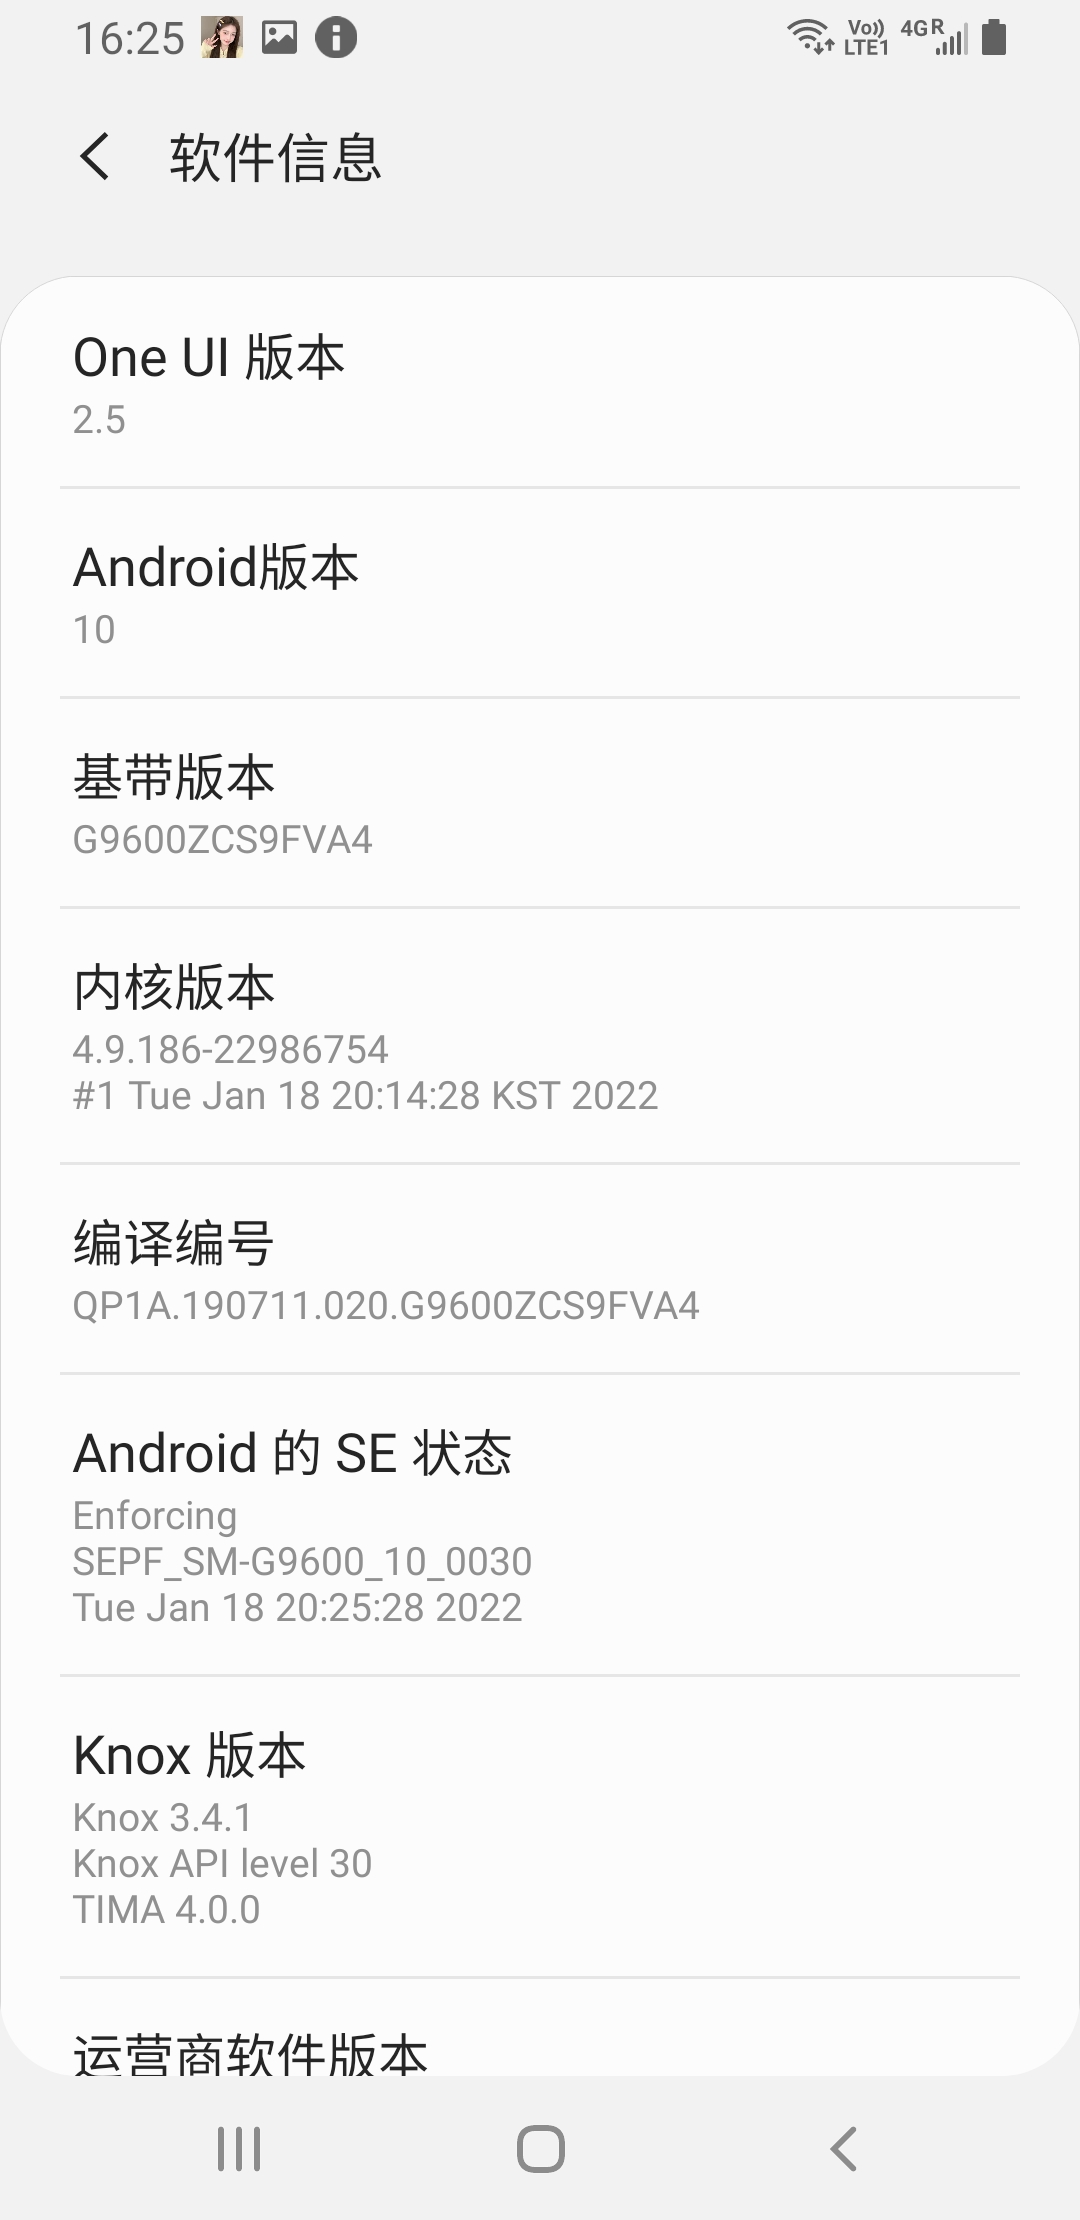 16:25
Vo)) LTE1 4G R
软件信息
One UI 版本
2.5
Android版本
10
基带版本
G9600ZCS9FVA4
内核版本
4.9.186-22986754
#1 Tue Jan 18 20:14:28 KST 2022
编译编号
QP1A.190711.020.G9600ZCS9FVA4
Android 的 SE 状态
Enforcing
SEPF_SM-G9600_10_0030
Tue Jan 18 20:25:28 2022
Knox 版本
Knox 3.4.1
Knox API level 30
TIMA 4.0.0
运营商软件版本